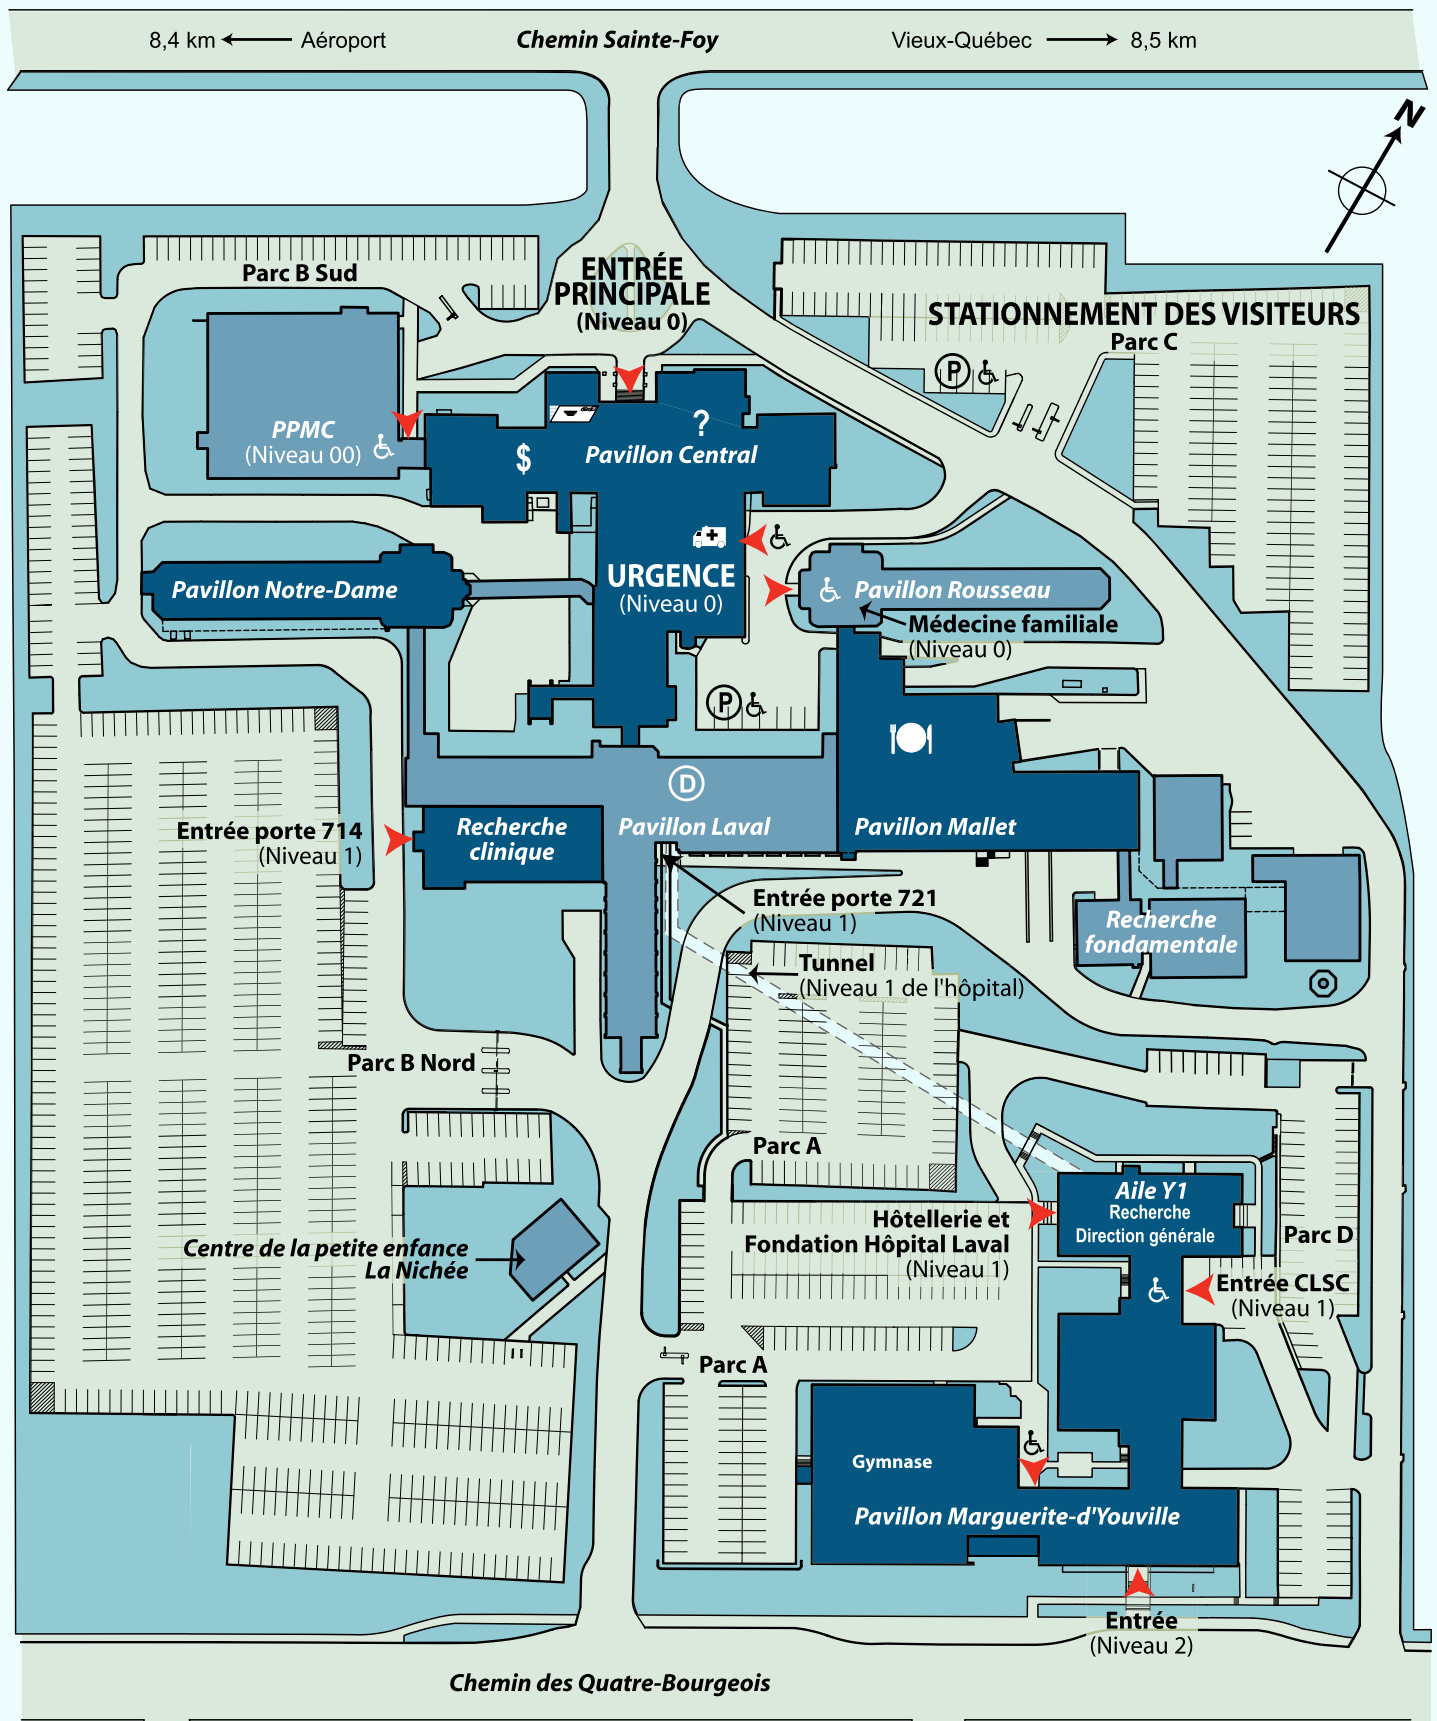 8,4 km Aéroport
Chemin Sainte-Foy
Vieux-Québec 8,5 km
N
Parc B Sud
ENTRÉE
PRINCIPALE
(Niveau 0)
STATIONNEMENT DES VISITEURS
Parc C
P
PPMC
(Niveau 00)
$
?
Pavillon Central
Pavillon Notre-Dame
URGENCE
(Niveau 0)
Pavillon Rousseau
Médecine familiale
(Niveau 0)
P
D
Entrée porte 714
(Niveau 1)
Recherche
clinique
Pavillon Laval
Pavillon Mallet
Entrée porte 721
(Niveau 1)
Recherche
fondamentale
Tunnel
(Niveau 1 de l'hôpital)
Parc B Nord
Parc A
Aile Y1
Recherche
Direction générale
Hôtellerie et
Fondation Hôpital Laval
(Niveau 1)
Parc D
Centre de la petite enfance
La Nichée
Entrée CLSC
(Niveau 1)
Parc A
Gymnase
Pavillon Marguerite-d'Youville
Entrée
(Niveau 2)
Chemin des Quatre-Bourgeois